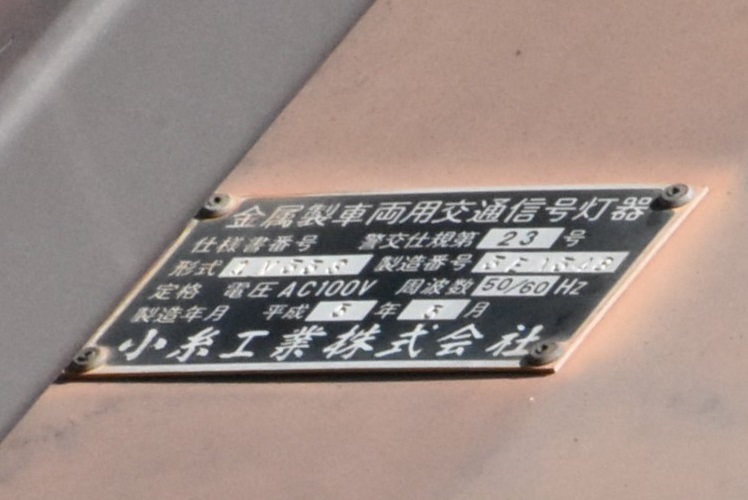 金属製車両用交通信号灯器
仕様書番号 警交仕規第 23 号
形式 製造番号
定格 電圧 AC100V 周波数 50/60 Hz
製造年月 平成 5 年 5 月
小糸工業株式会社